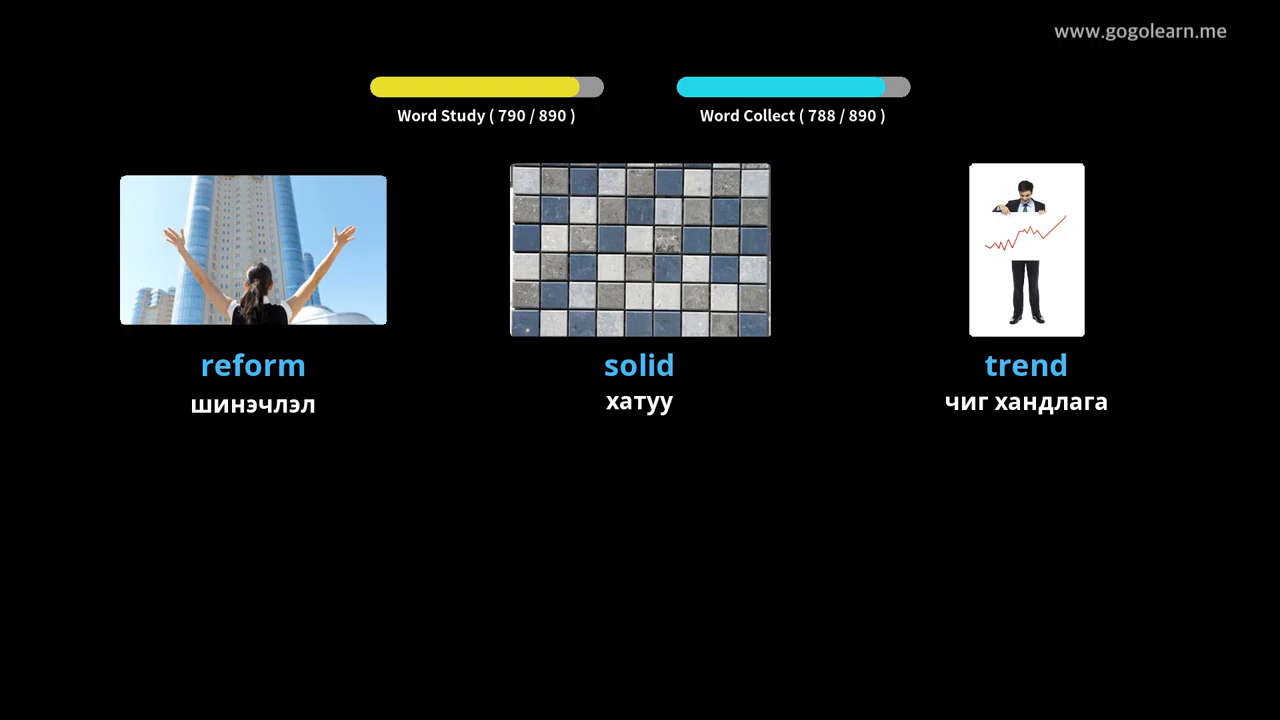 www.gogolearn.me
Word Study ( 790 / 890 )
Word Collect ( 788 / 890 )
reform
шинэчлэл
solid
хатуу
trend
чиг хандлага